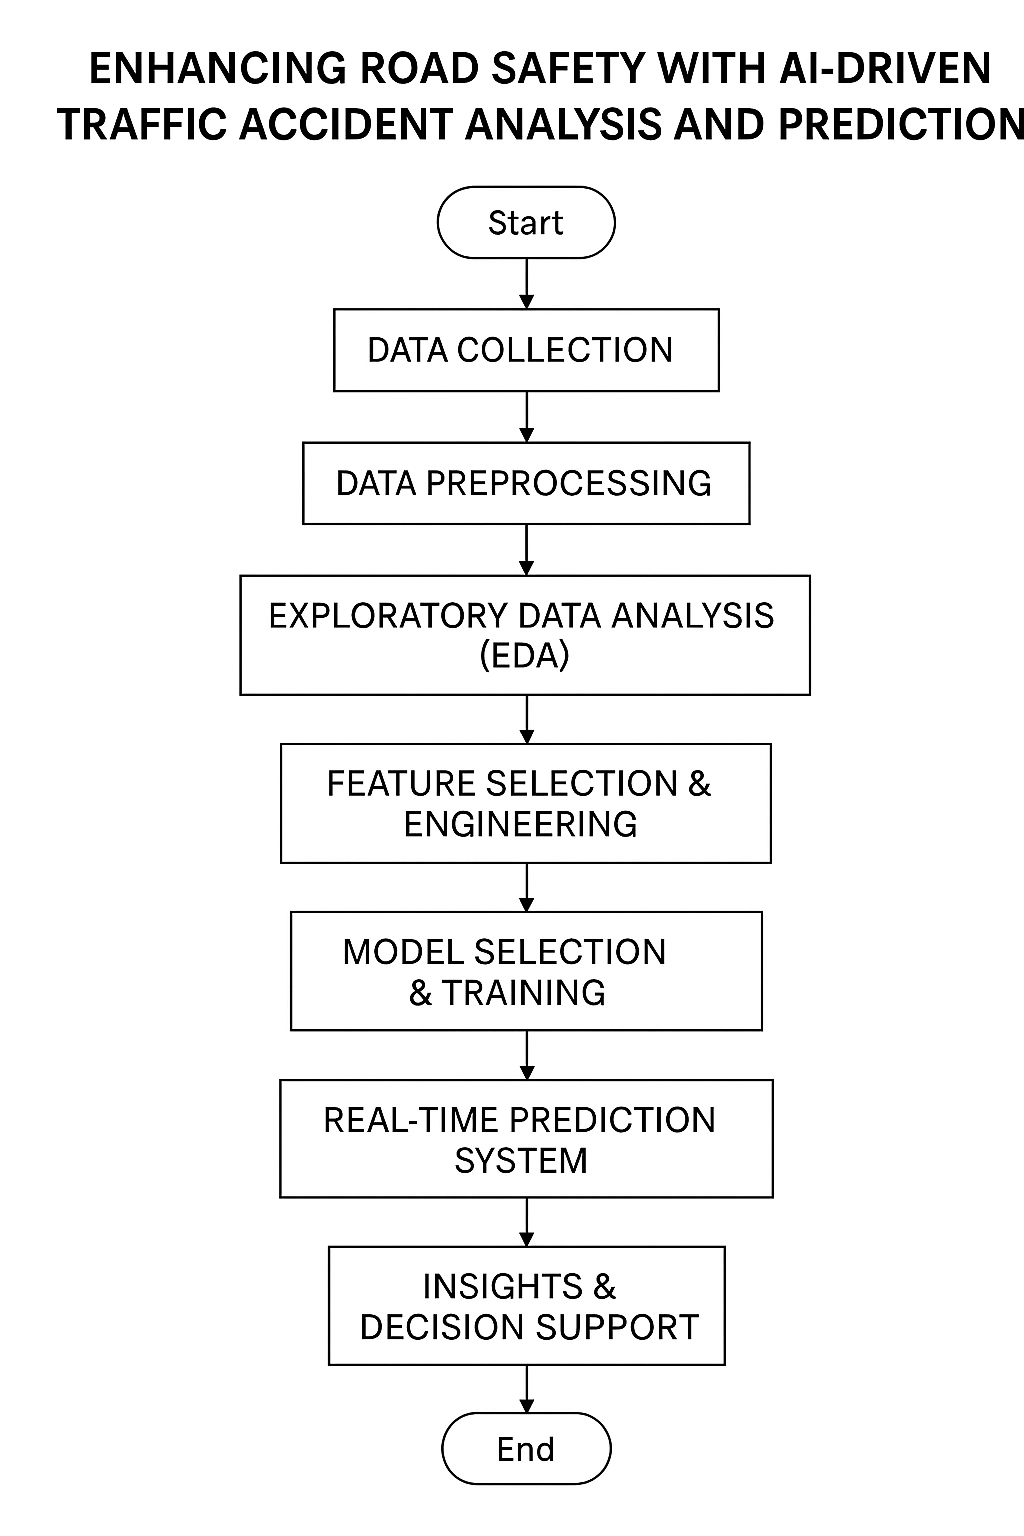 ENHANCING ROAD SAFETY WITH AI-DRIVEN
TRAFFIC ACCIDENT ANALYSIS AND PREDICTION
Start
DATA COLLECTION
DATA PREPROCESSING
EXPLORATORY DATA ANALYSIS
(EDA)
FEATURE SELECTION &
ENGINEERING
MODEL SELECTION
& TRAINING
REAL-TIME PREDICTION
SYSTEM
INSIGHTS &
DECISION SUPPORT
End